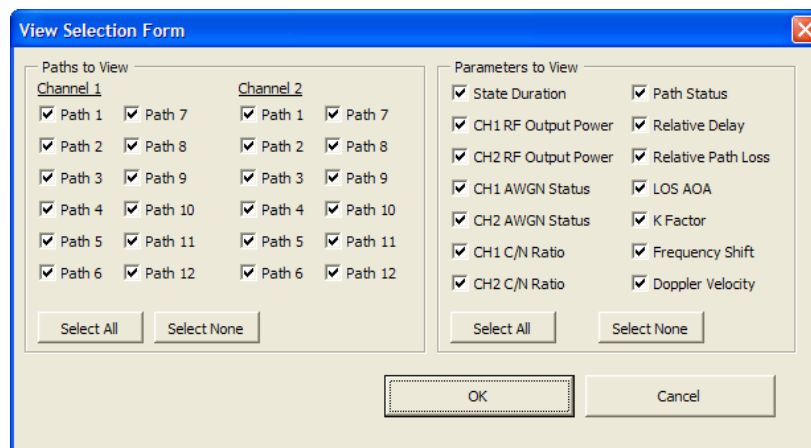 View Selection Form
Paths to View
Channel 1 Channel 2
Path 1 Path 7 Path 1 Path 7
Path 2 Path 8 Path 2 Path 8
Path 3 Path 9 Path 3 Path 9
Path 4 Path 10 Path 4 Path 10
Path 5 Path 11 Path 5 Path 11
Path 6 Path 12 Path 6 Path 12
Select All Select None
Parameters to View
State Duration Path Status
CH1 RF Output Power Relative Delay
CH2 RF Output Power Relative Path Loss
CH1 AWGN Status LOS AOA
CH2 AWGN Status K Factor
CH1 C/N Ratio Frequency Shift
CH2 C/N Ratio Doppler Velocity
Select All Select None
OK Cancel